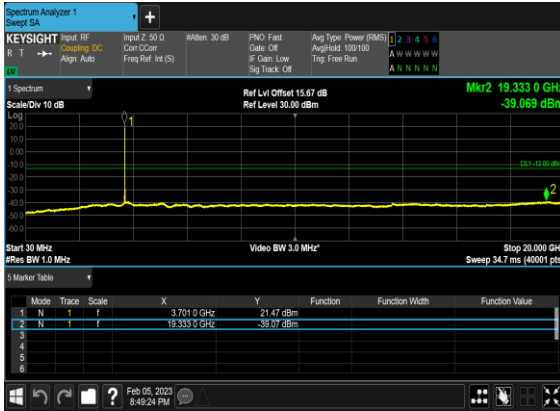 Spectrum Analyzer 1
Swept SA
+
KEYSIGHT
R T
LV
Input: RF
Coupling: DC
Align: Auto
Input Z: 50 Ω
Corr CCorr
Freq Ref: Int (S)
#Atten: 30 dB
PNO: Fast
Gate: Off
IF Gain: Low
Sig Track: Off
Avg Type: Power (RMS)
Avg|Hold: 100/100
Trig: Free Run
1 2 3 4 5 6
A W W W W W
A N N N N N
1 Spectrum
Scale/Div 10 dB
Ref Lvl Offset 15.67 dB
Ref Level 30.00 dBm
Mkr2 19.333 0 GHz
-39.069 dBm
Log
20.0
10.0
0.00
-10.0
-20.0
-30.0
-40.0
-50.0
-60.0
1
DL1 -13.00 dBm
2
Start 30 MHz
#Res BW 1.0 MHz
Video BW 3.0 MHz*
Stop 20.000 GH
Sweep 34.7 ms (40001 pts
5 Marker Table
Mode Trace Scale X Y Function Function Width Function Value
1 N 1 f 3.701 0 GHz 21.47 dBm
2 N 1 f 19.333 0 GHz -39.07 dBm
3
4
5
6
?
Feb 05, 2023
8:49:24 PM